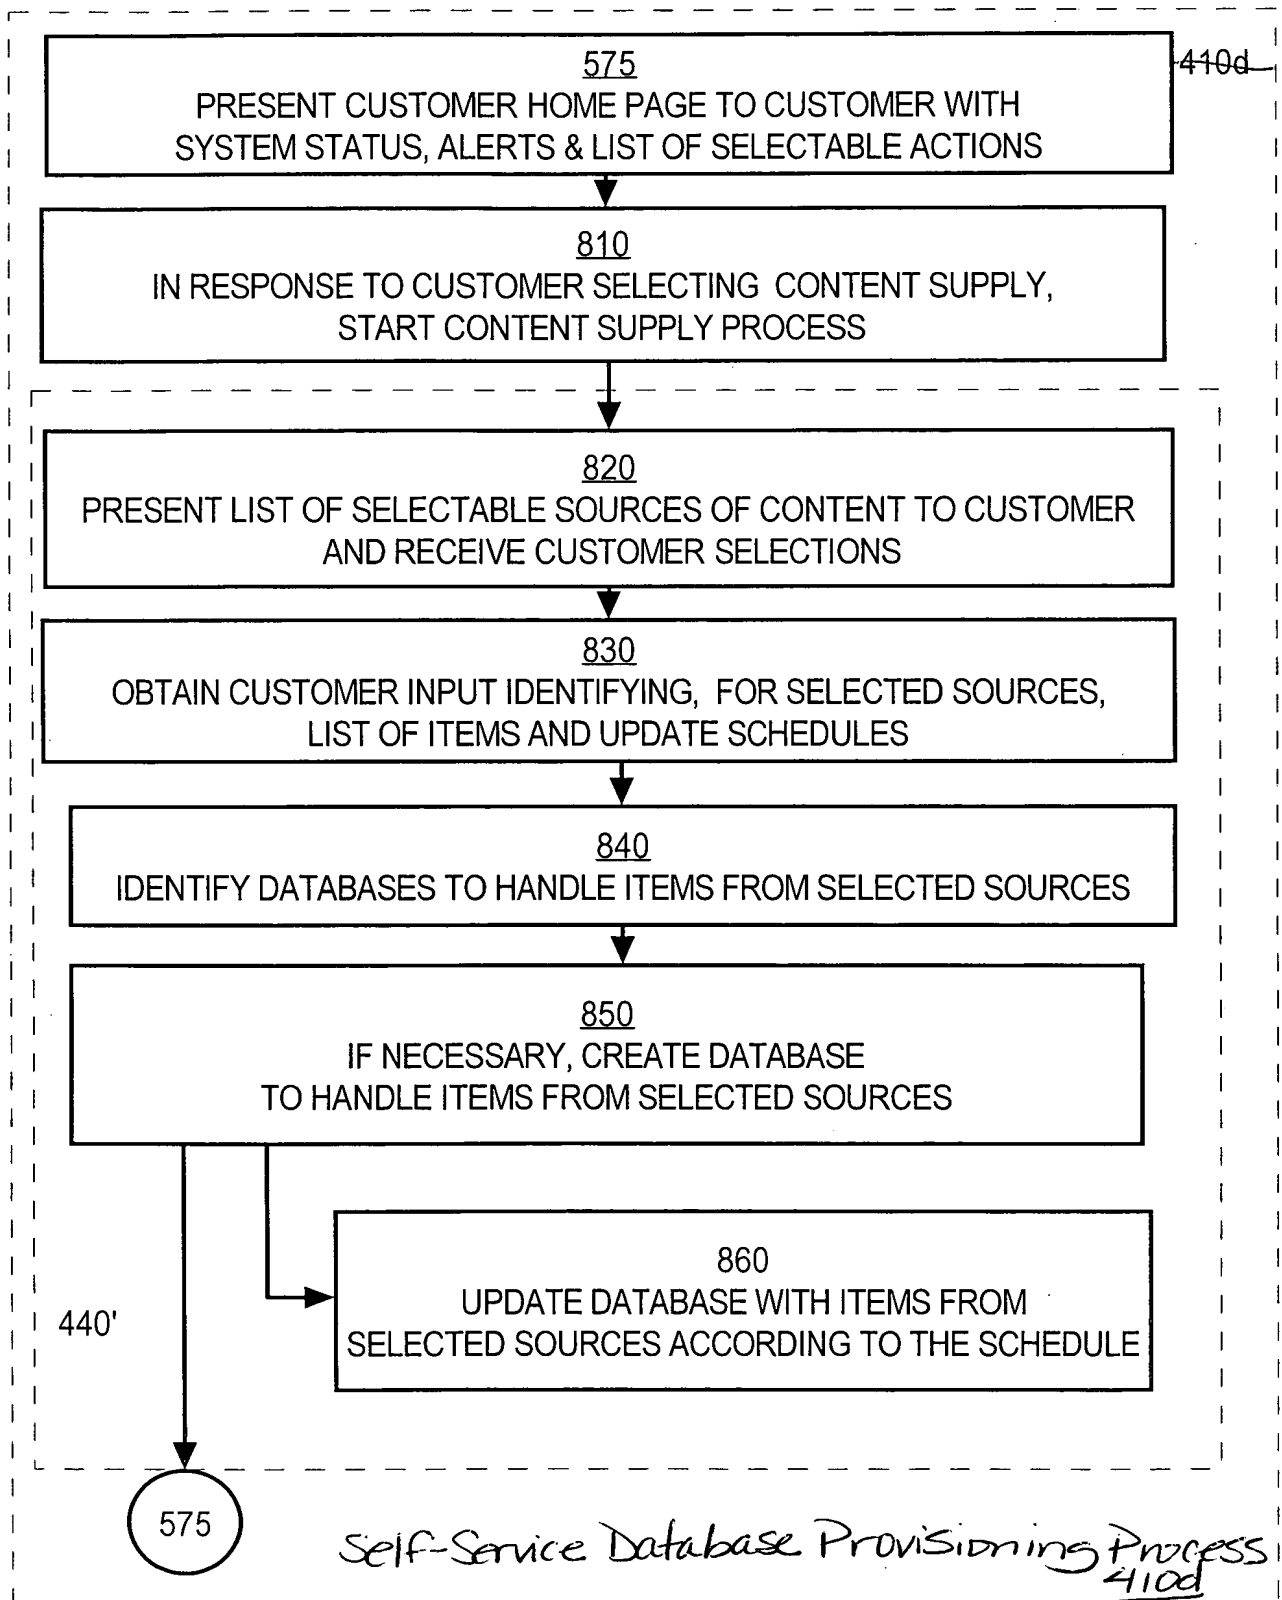 575
410d
PRESENT CUSTOMER HOME PAGE TO CUSTOMER WITH
SYSTEM STATUS, ALERTS & LIST OF SELECTABLE ACTIONS
810
IN RESPONSE TO CUSTOMER SELECTING CONTENT SUPPLY,
START CONTENT SUPPLY PROCESS
820
PRESENT LIST OF SELECTABLE SOURCES OF CONTENT TO CUSTOMER
AND RECEIVE CUSTOMER SELECTIONS
830
OBTAIN CUSTOMER INPUT IDENTIFYING, FOR SELECTED SOURCES,
LIST OF ITEMS AND UPDATE SCHEDULES
840
IDENTIFY DATABASES TO HANDLE ITEMS FROM SELECTED SOURCES
850
IF NECESSARY, CREATE DATABASE
TO HANDLE ITEMS FROM SELECTED SOURCES
860
UPDATE DATABASE WITH ITEMS FROM
SELECTED SOURCES ACCORDING TO THE SCHEDULE
440'
575
Self-Service Database Provisioning Process
410d